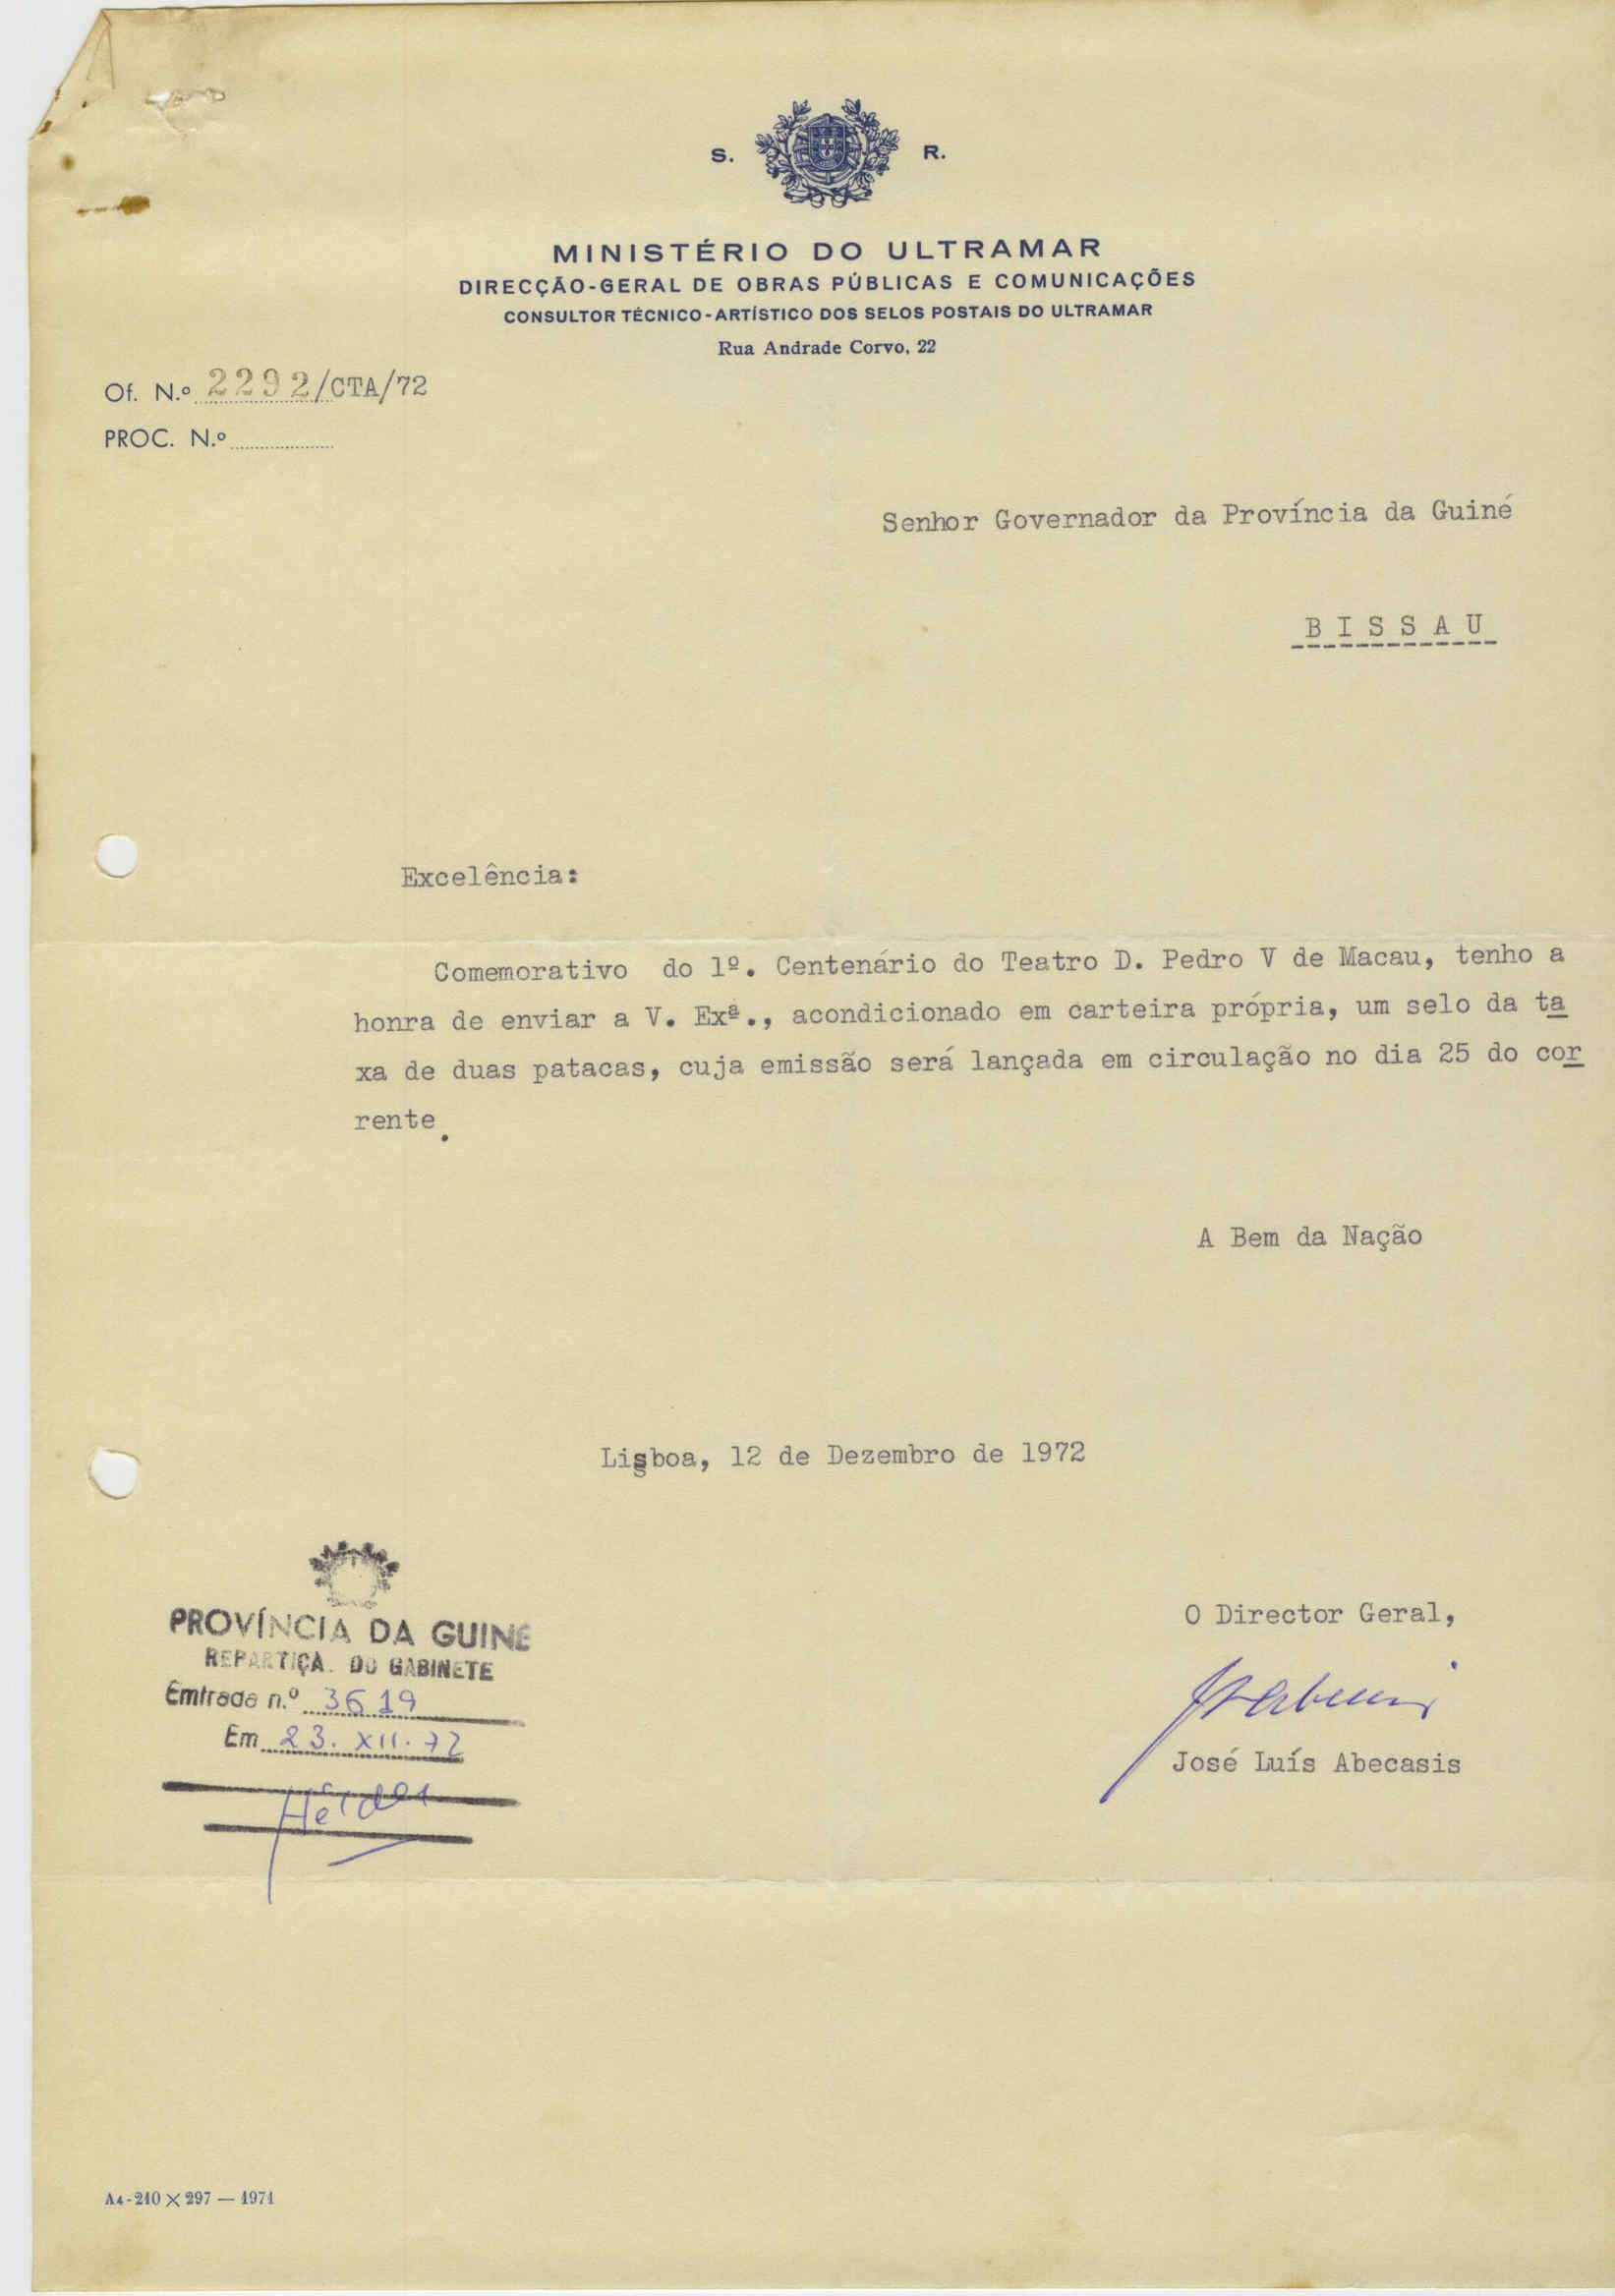 S. R.
MINISTÉRIO DO ULTRAMAR
DIRECÇÃO-GERAL DE OBRAS PÚBLICAS E COMUNICAÇÕES
CONSULTOR TÉCNICO-ARTÍSTICO DOS SELOS POSTAIS DO ULTRAMAR
Rua Andrade Corvo, 22
Of. N.º 2292/CTA/72
PROC. N.º
Senhor Governador da Província da Guiné
BISSAU
Excelência:
Comemorativo do 1º. Centenário do Teatro D. Pedro V de Macau, tenho a
honra de enviar a V. Exª., acondicionado em carteira própria, um selo da ta
xa de duas patacas, cuja emissão será lançada em circulação no dia 25 do cor
rente.
A Bem da Nação
Lisboa, 12 de Dezembro de 1972
PROVÍNCIA DA GUINÉ
REPARTIÇA. DO GABINETE
Entrada n.º 3619
Em 23. XII. 72
O Director Geral,
José Luís Abecasis
A4-210 X 297 — 1971